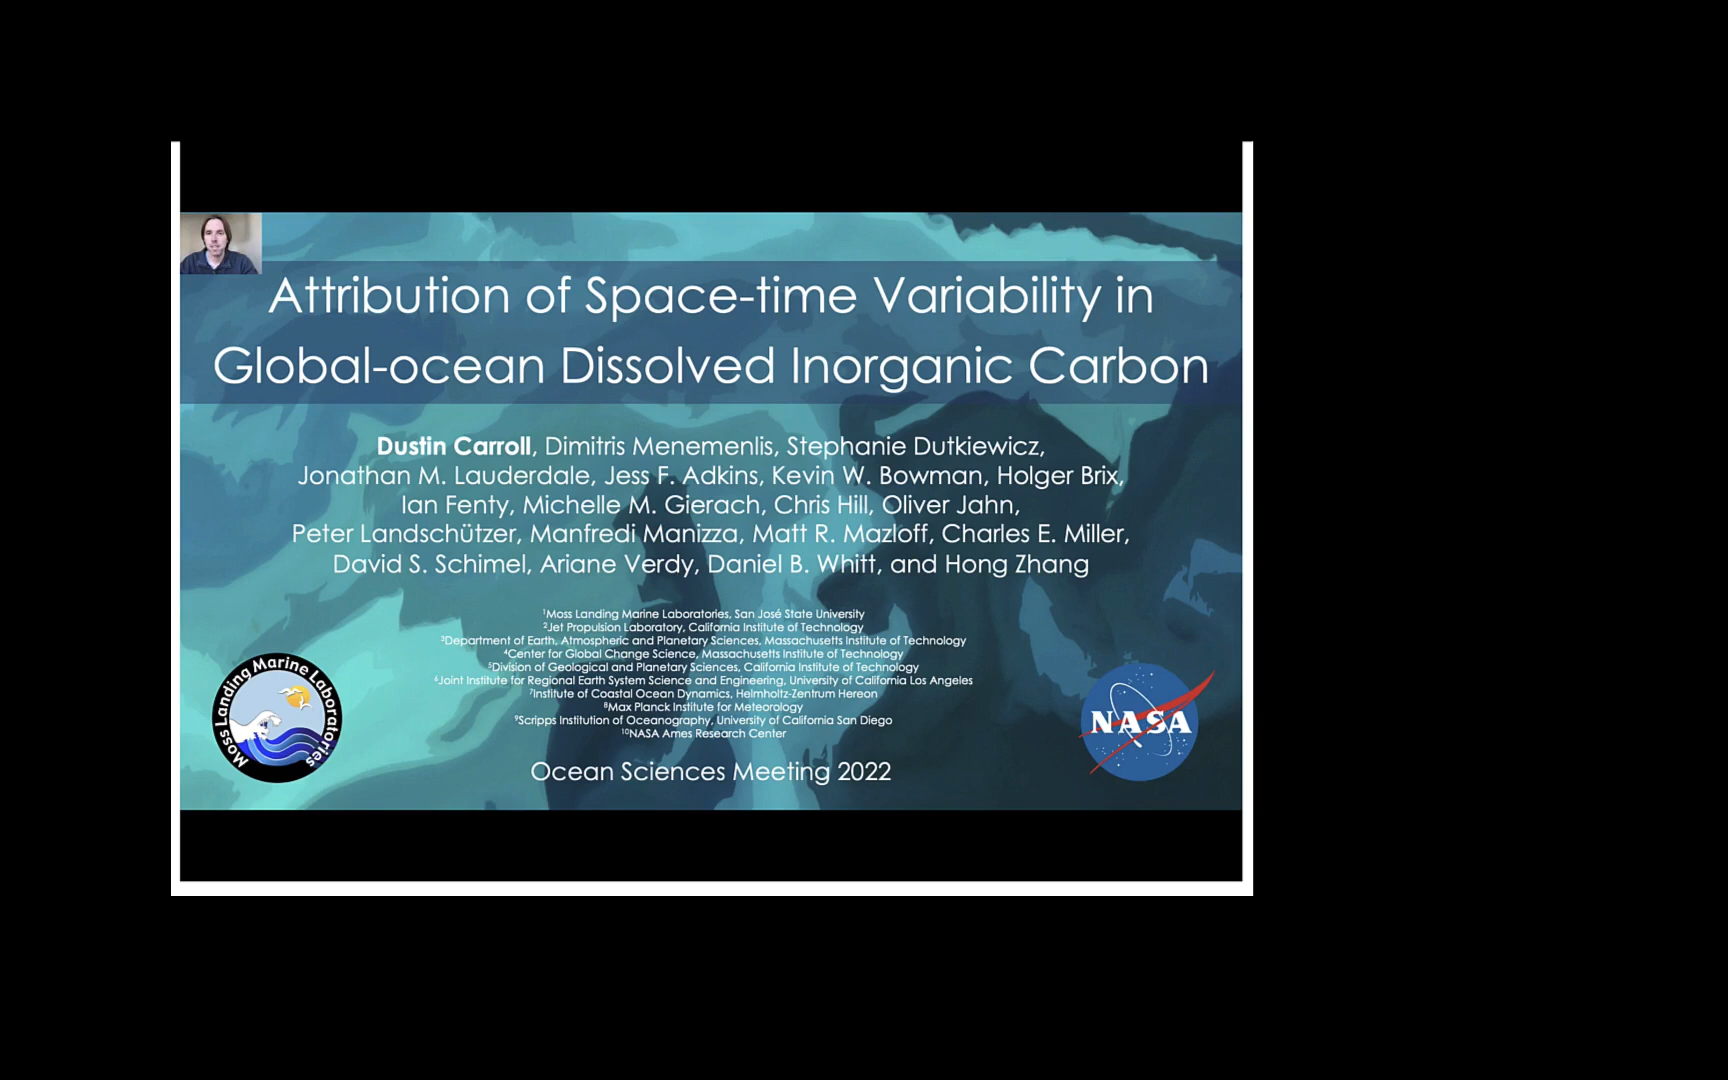 Attribution of Space-time Variability in
Global-ocean Dissolved Inorganic Carbon
Dustin Carroll, Dimitris Menemenlis, Stephanie Dutkiewicz,
Jonathan M. Lauderdale, Jess F. Adkins, Kevin W. Bowman, Holger Brix,
Ian Fenty, Michelle M. Gierach, Chris Hill, Oliver Jahn,
Peter Landschützer, Manfredi Manizza, Matt R. Mazloff, Charles E. Miller,
David S. Schimel, Ariane Verdy, Daniel B. Whitt, and Hong Zhang
¹Moss Landing Marine Laboratories, San José State University
²Jet Propulsion Laboratory, California Institute of Technology
³Department of Earth, Atmospheric and Planetary Sciences, Massachusetts Institute of Technology
⁴Center for Global Change Science, Massachusetts Institute of Technology
⁵Division of Geological and Planetary Sciences, California Institute of Technology
⁶Joint Institute for Regional Earth System Science and Engineering, University of California Los Angeles
⁷Institute of Coastal Ocean Dynamics, Helmholtz-Zentrum Hereon
⁸Max Planck Institute for Meteorology
⁹Scripps Institution of Oceanography, University of California San Diego
¹⁰NASA Ames Research Center
Moss Landing Marine Laboratories
NASA
Ocean Sciences Meeting 2022